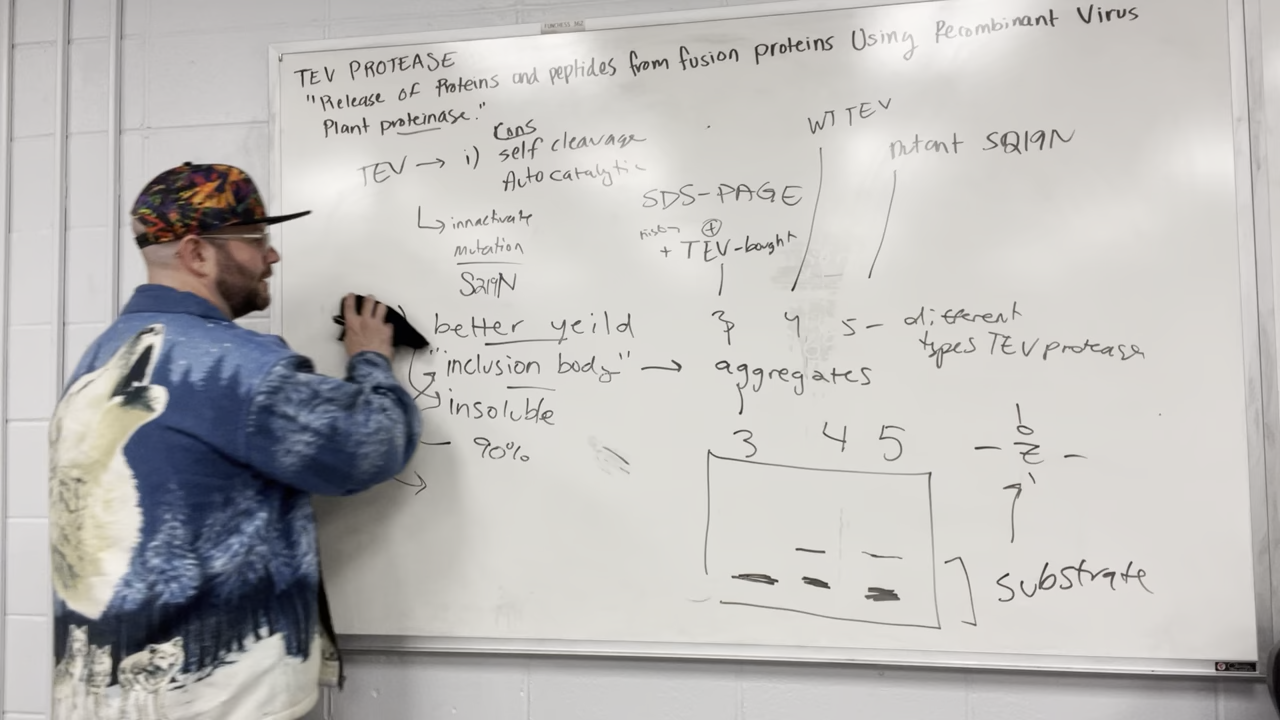 TEV PROTEASE
"Release of Proteins and peptides from fusion proteins Using Recombinant Virus
Plant proteinase."
Cons
TEV → i) self cleavage
Autocatalytic
↳ innactivate
mutation
S219N
better yeild
"inclusion body" → aggregates
insoluble
90%
WT TEV
mutant S219N
SDS-PAGE
+
+ TEV-bought
3 4 5 - different
types TEV protease
3 4 5
substrate